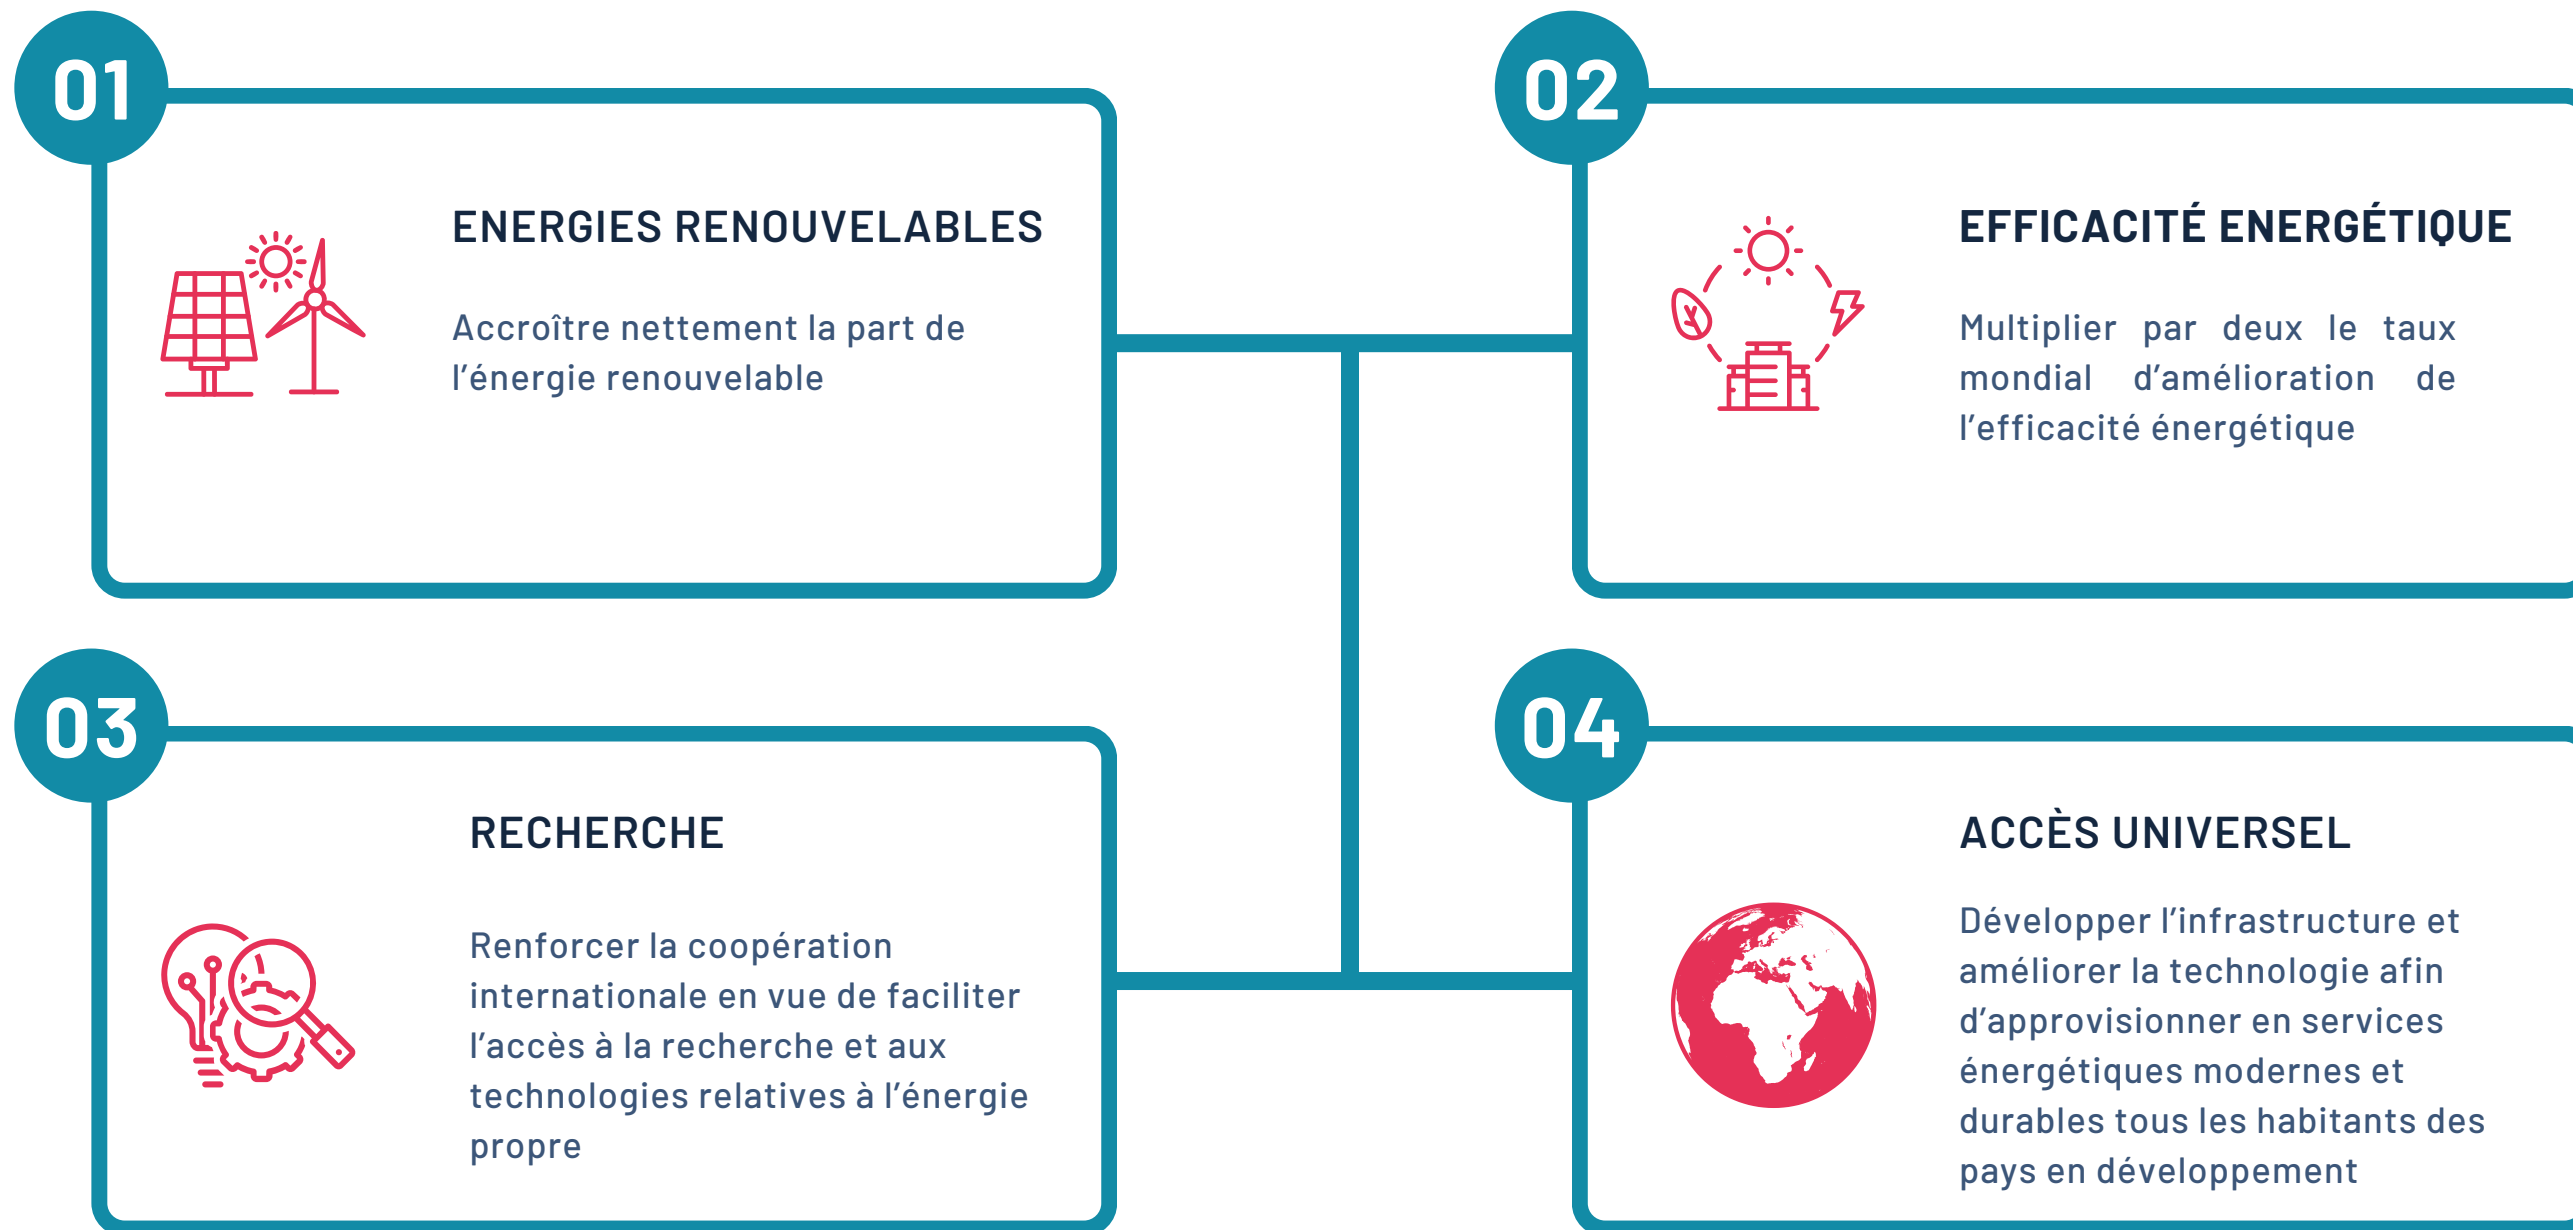 01
ENERGIES RENOUVELABLES
Accroître nettement la part de
l'énergie renouvelable
02
EFFICACITÉ ENERGÉTIQUE
Multiplier par deux le taux
mondial d'amélioration de
l'efficacité énergétique
03
RECHERCHE
Renforcer la coopération
internationale en vue de faciliter
l'accès à la recherche et aux
technologies relatives à l'énergie
propre
04
ACCÈS UNIVERSEL
Développer l'infrastructure et
améliorer la technologie afin
d'approvisionner en services
énergétiques modernes et
durables tous les habitants des
pays en développement